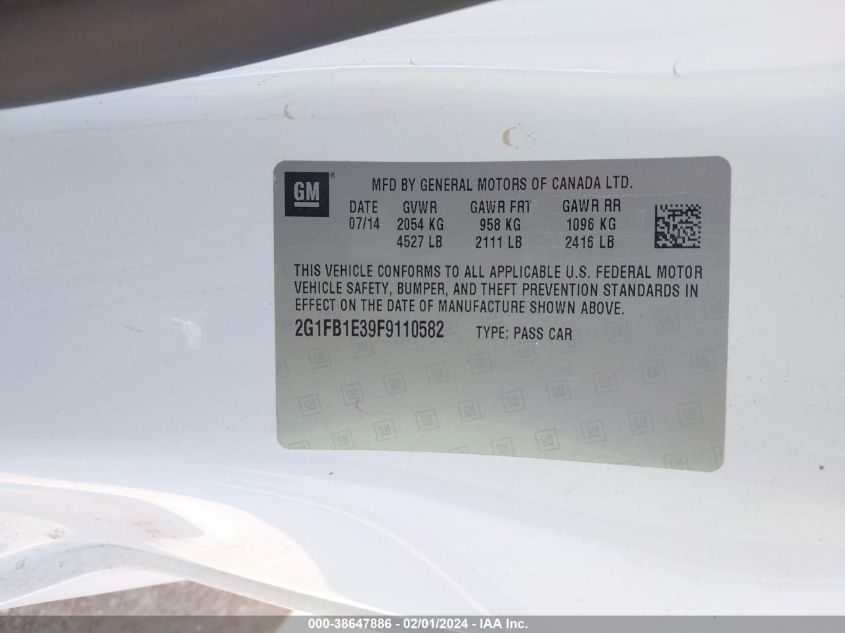 GM ®
MFD BY GENERAL MOTORS OF CANADA LTD.
DATE GVWR GAWR FRT GAWR RR
07/14 2054 KG 958 KG 1096 KG
4527 LB 2111 LB 2416 LB
THIS VEHICLE CONFORMS TO ALL APPLICABLE U.S. FEDERAL MOTOR
VEHICLE SAFETY, BUMPER, AND THEFT PREVENTION STANDARDS IN
EFFECT ON THE DATE OF MANUFACTURE SHOWN ABOVE.
2G1FB1E39F9110582 TYPE: PASS CAR
000-38647886 - 02/01/2024 - IAA Inc.